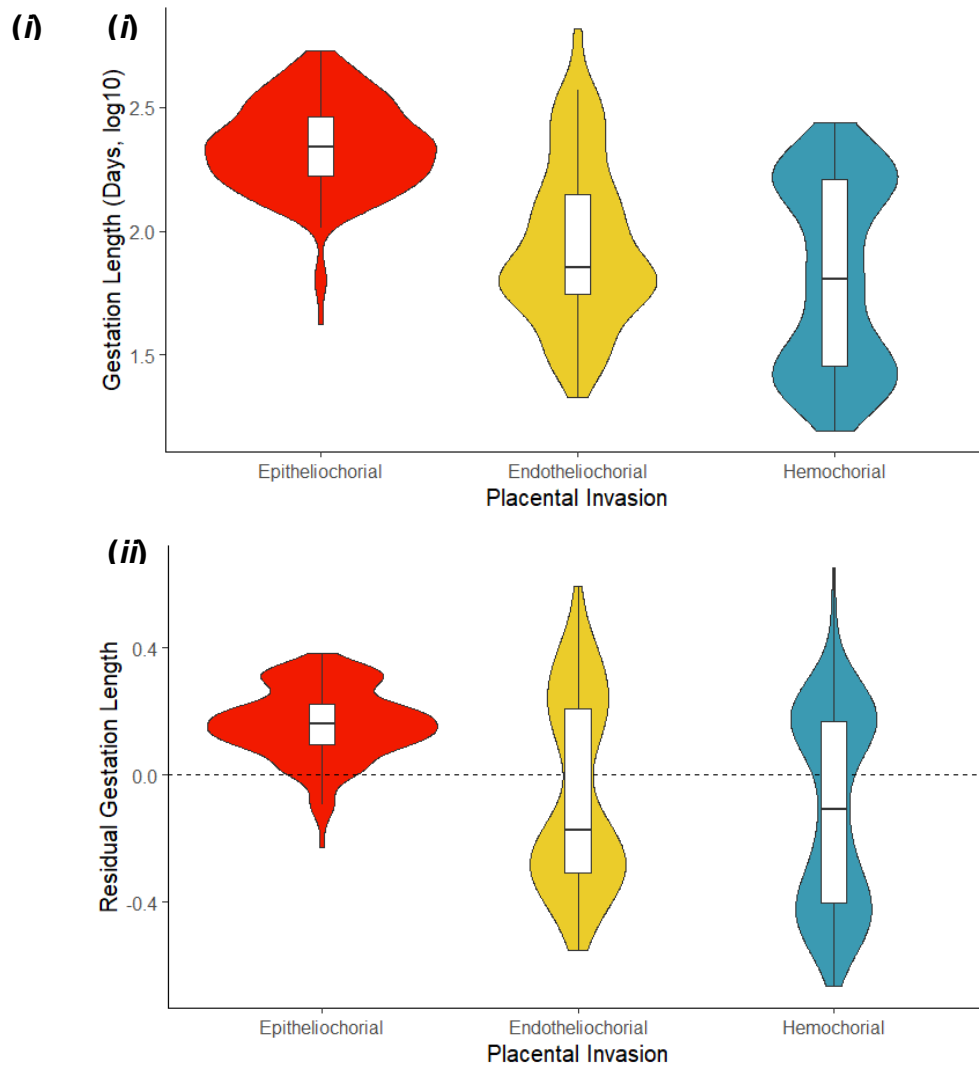 (i) (i)
Gestation Length (Days, log10)
2.5
2.0
1.5
Epitheliochorial Endotheliochorial Hemochorial
Placental Invasion
(ii)
Residual Gestation Length
0.4
0.0
-0.4
Epitheliochorial Endotheliochorial Hemochorial
Placental Invasion